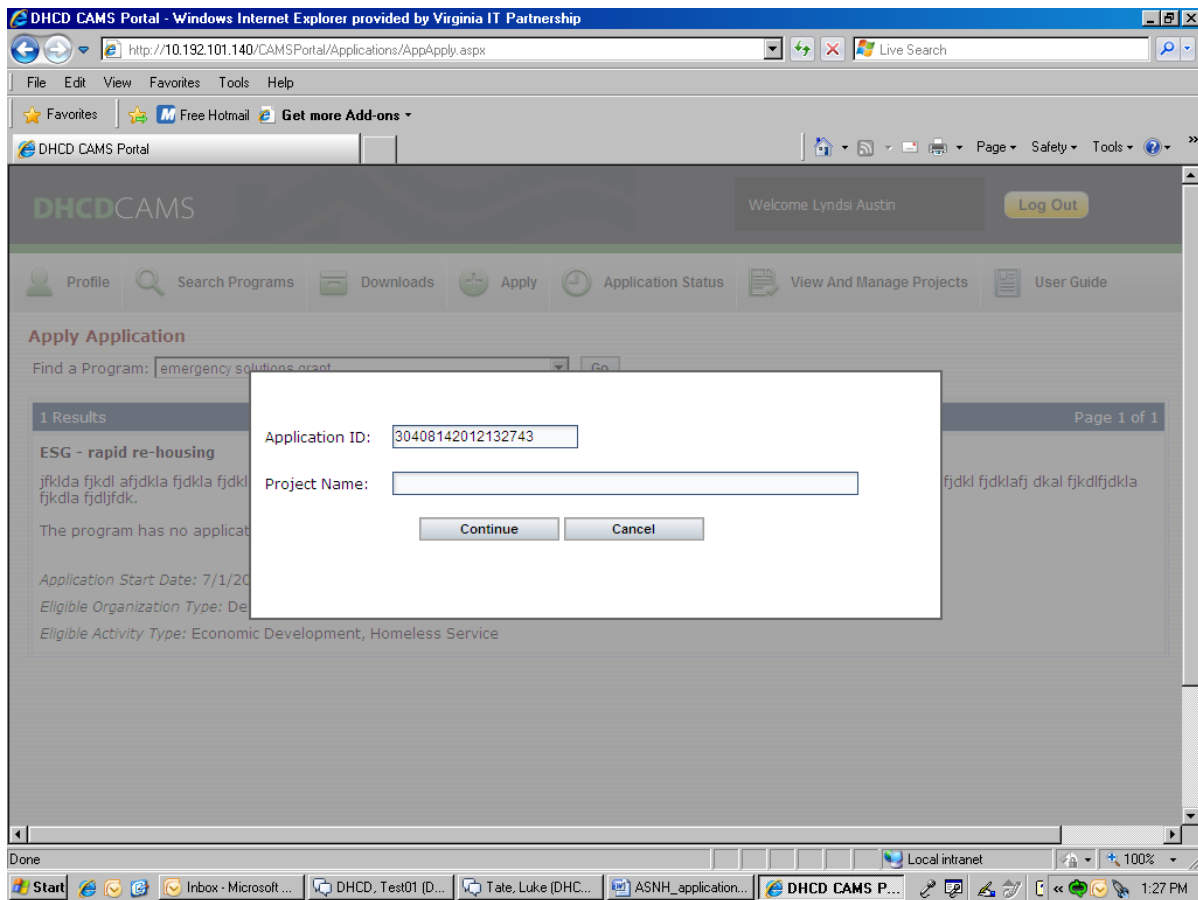 DHCD CAMS Portal - Windows Internet Explorer provided by Virginia IT Partnership
http://10.192.101.140/CAMSPortal/Applications/AppApply.aspx Live Search
File Edit View Favorites Tools Help
Favorites Free Hotmail Get more Add-ons
DHCD CAMS Portal Page Safety Tools »
DHCDCAMS Welcome Lyndsi Austin Log Out
Profile Search Programs Downloads Apply Application Status View And Manage Projects User Guide
Apply Application
Find a Program: emergency solutions grant Go
1 Results Page 1 of 1
Application ID: 30408142012132743
ESG - rapid re-housing
jfklda fjkdl afjdkla fjdkla fjdkl fjdkl fjdklafj dkal fjkdlfjdkla
Project Name:
fjkdla fjdljfdk.
Continue Cancel
The program has no applicat
Application Start Date: 7/1/20
Eligible Organization Type: De
Eligible Activity Type: Economic Development, Homeless Service
Done Local intranet 100%
Start Inbox - Microsoft ... DHCD, Test01 (D... Tate, Luke (DHC... ASNH_application... DHCD CAMS P... « 1:27 PM